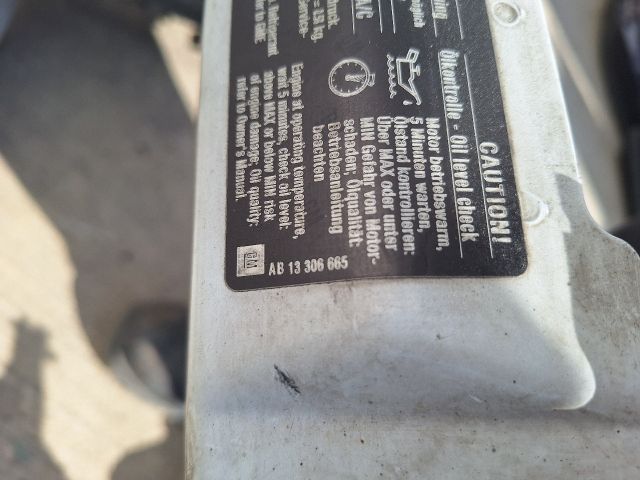 CAUTION!
Ölkontrolle - Oil level check
Motor betriebswarm,
5 Minuten warten,
Ölstand kontrollieren:
Über MAX oder unter
MIN Gefahr von Motor-
schaden; Ölqualität:
Betriebsanleitung
beachten
Engine at operating temperature,
wait 5 minutes, check oil level:
above MAX or below MIN risk
of engine damage; Oil quality:
refer to Owner's Manual.
A/C
GM
AB 13 306 665